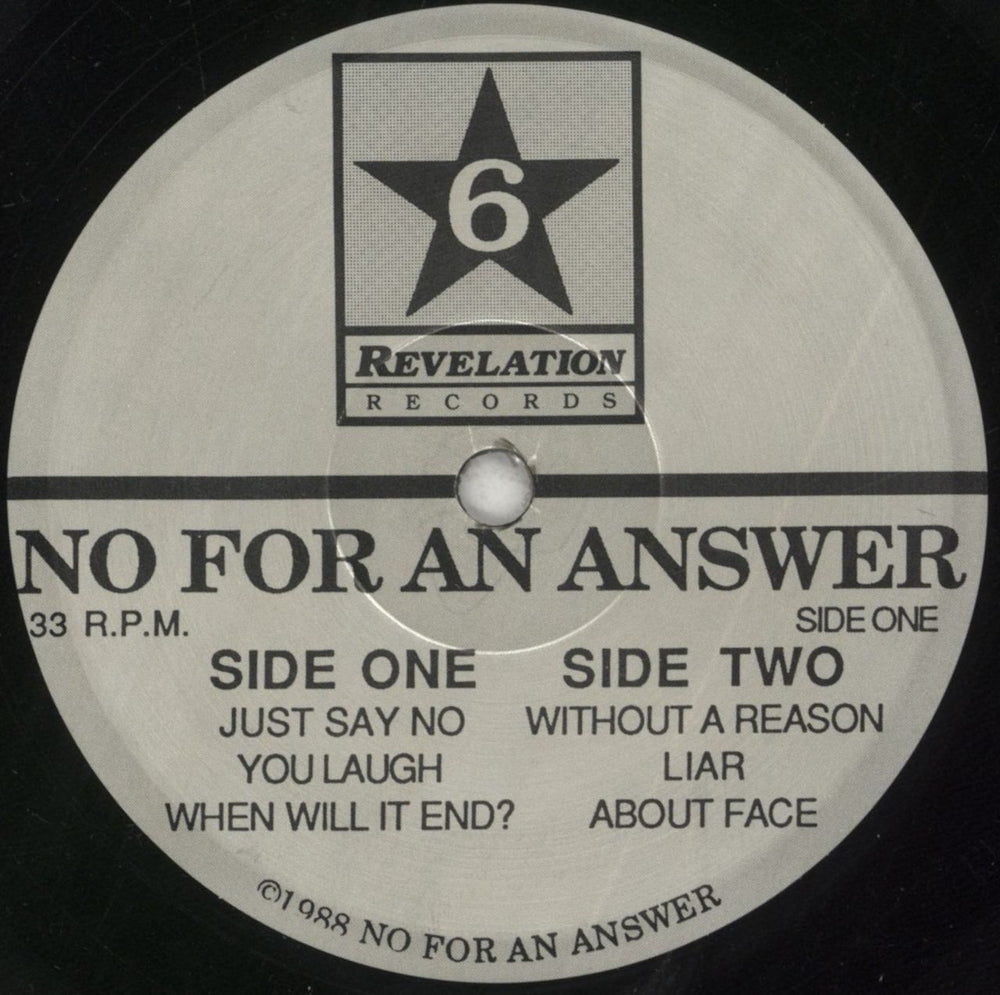 6
REVELATION
RECORDS
NO FOR AN ANSWER
33 R.P.M.
SIDE ONE
SIDE ONE
JUST SAY NO
YOU LAUGH
WHEN WILL IT END?
SIDE TWO
WITHOUT A REASON
LIAR
ABOUT FACE
©1988 NO FOR AN ANSWER